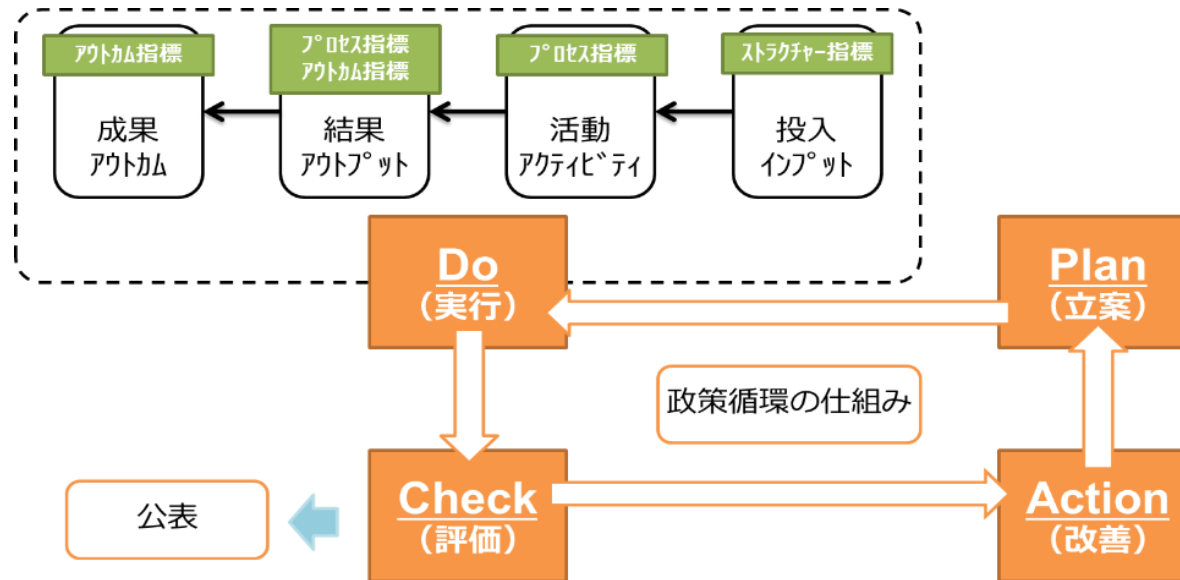 ｱｳﾄｶﾑ指標
ﾌﾟﾛｾｽ指標
ｱｳﾄｶﾑ指標
ﾌﾟﾛｾｽ指標
ｽﾄﾗｸﾁｬｰ指標
成果
ｱｳﾄｶﾑ
結果
ｱｳﾄﾌﾟｯﾄ
活動
ｱｸﾃｨﾋﾞﾃｨ
投入
ｲﾝﾌﾟｯﾄ
Do
（実行）
Plan
（立案）
政策循環の仕組み
公表
Check
（評価）
Action
（改善）